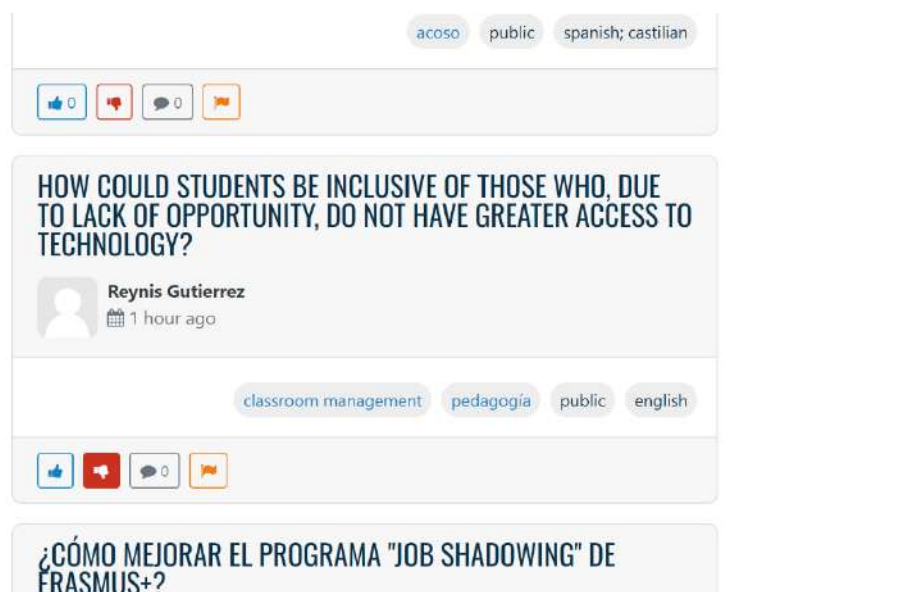 acoso public spanish; castilian
0 0
HOW COULD STUDENTS BE INCLUSIVE OF THOSE WHO, DUE
TO LACK OF OPPORTUNITY, DO NOT HAVE GREATER ACCESS TO
TECHNOLOGY?
Reynis Gutierrez
1 hour ago
classroom management pedagogía public english
0
¿CÓMO MEJORAR EL PROGRAMA "JOB SHADOWING" DE
ERASMUS+?